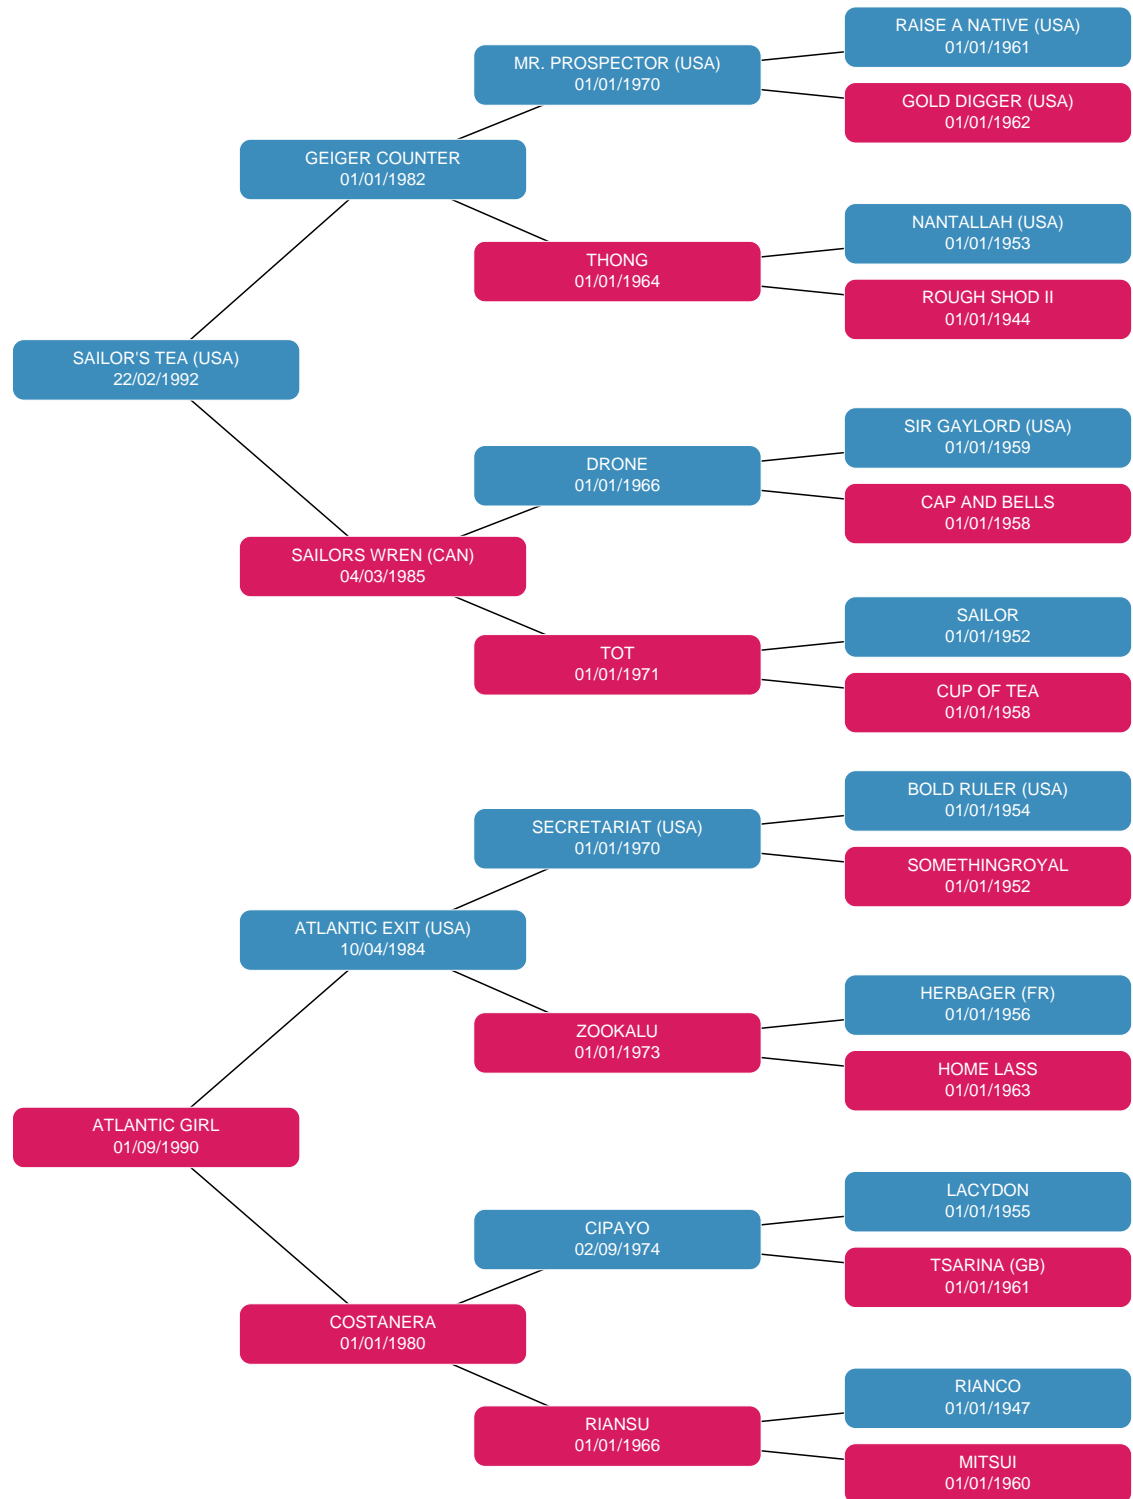 RAISE A NATIVE (USA)
01/01/1961
MR. PROSPECTOR (USA)
01/01/1970
GOLD DIGGER (USA)
01/01/1962
GEIGER COUNTER
01/01/1982
NANTALLAH (USA)
01/01/1953
THONG
01/01/1964
ROUGH SHOD II
01/01/1944
SAILOR'S TEA (USA)
22/02/1992
SIR GAYLORD (USA)
01/01/1959
DRONE
01/01/1966
CAP AND BELLS
01/01/1958
SAILORS WREN (CAN)
04/03/1985
SAILOR
01/01/1952
TOT
01/01/1971
CUP OF TEA
01/01/1958
BOLD RULER (USA)
01/01/1954
SECRETARIAT (USA)
01/01/1970
SOMETHINGROYAL
01/01/1952
ATLANTIC EXIT (USA)
10/04/1984
HERBAGER (FR)
01/01/1956
ZOOKALU
01/01/1973
HOME LASS
01/01/1963
ATLANTIC GIRL
01/09/1990
LACYDON
01/01/1955
CIPAYO
02/09/1974
TSARINA (GB)
01/01/1961
COSTANERA
01/01/1980
RIANCO
01/01/1947
RIANSU
01/01/1966
MITSUI
01/01/1960